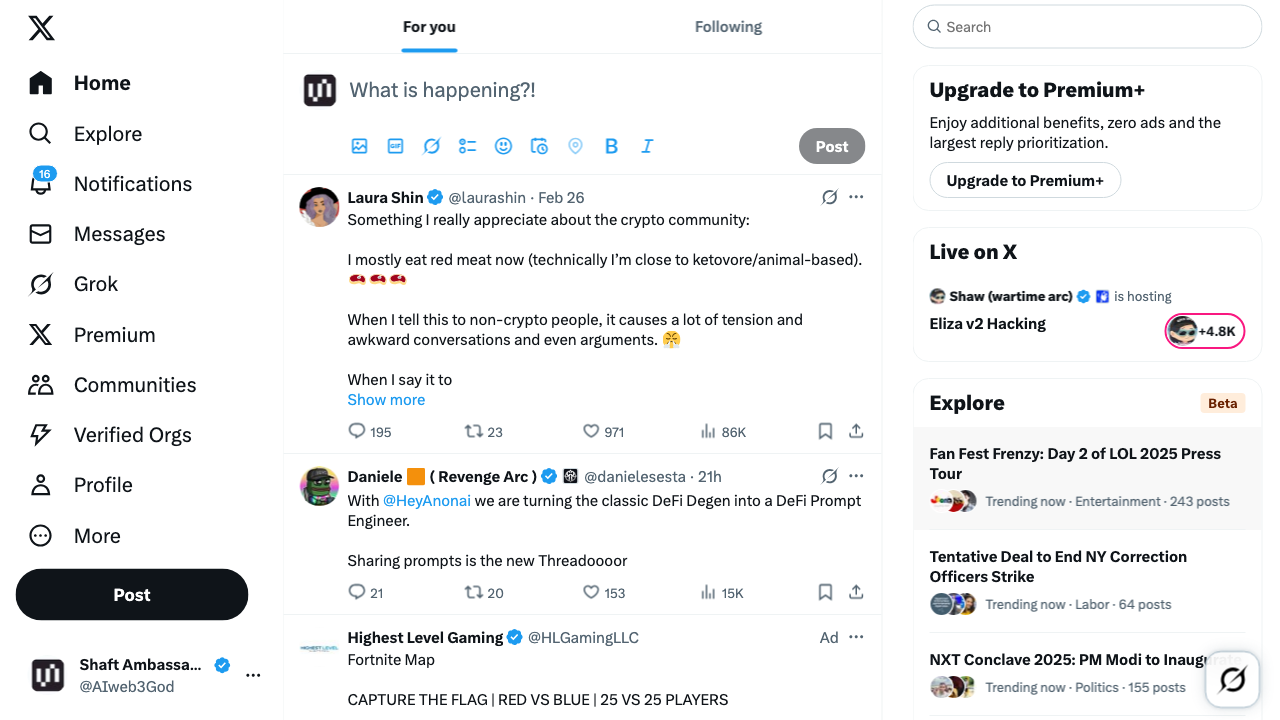 Home
Explore
16
Notifications
Messages
Grok
Premium
Communities
Verified Orgs
Profile
More
Post
Shaft Ambassa...
@AIweb3God
For you
Following
What is happening?!
GIF
B I
Post
Laura Shin @laurashin · Feb 26
Something I really appreciate about the crypto community:
I mostly eat red meat now (technically I'm close to ketovore/animal-based).
🥩🥩🥩
When I tell this to non-crypto people, it causes a lot of tension and
awkward conversations and even arguments. 😤
When I say it to
Show more
195 23 971 86K
Daniele 🟧 ( Revenge Arc ) @danielesesta · 21h
With @HeyAnonai we are turning the classic DeFi Degen into a DeFi Prompt
Engineer.
Sharing prompts is the new Threadoooor
21 20 153 15K
Highest Level Gaming @HLGamingLLC Ad
Fortnite Map
CAPTURE THE FLAG | RED VS BLUE | 25 VS 25 PLAYERS
Search
Upgrade to Premium+
Enjoy additional benefits, zero ads and the
largest reply prioritization.
Upgrade to Premium+
Live on X
Shaw (wartime arc) is hosting
Eliza v2 Hacking
+4.8K
Explore
Beta
Fan Fest Frenzy: Day 2 of LOL 2025 Press
Tour
Trending now · Entertainment · 243 posts
Tentative Deal to End NY Correction
Officers Strike
Trending now · Labor · 64 posts
NXT Conclave 2025: PM Modi to Inaugurate
Trending now · Politics · 155 posts